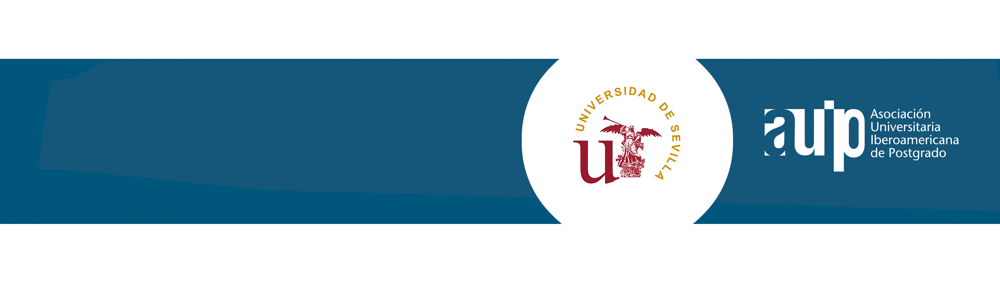 UNIVERSIDAD DE SEVILLA
u
auip
Asociación
Universitaria
Iberoamericana
de Postgrado